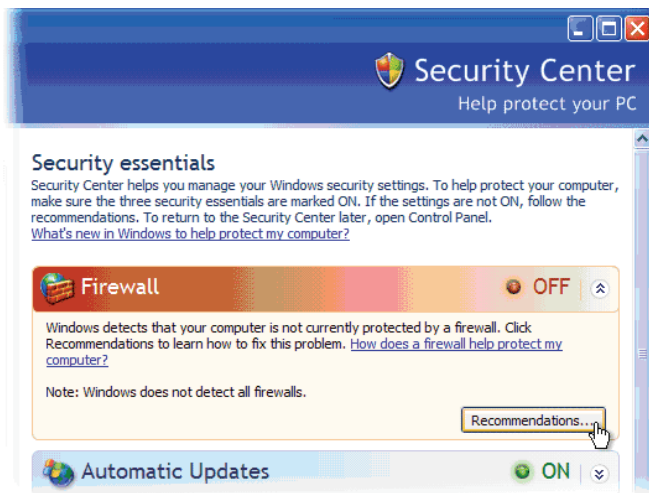 Security Center
Help protect your PC
Security essentials
Security Center helps you manage your Windows security settings. To help protect your computer,
make sure the three security essentials are marked ON. If the settings are not ON, follow the
recommendations. To return to the Security Center later, open Control Panel.
What's new in Windows to help protect my computer?
Firewall OFF
Windows detects that your computer is not currently protected by a firewall. Click
Recommendations to learn how to fix this problem. How does a firewall help protect my
computer?
Note: Windows does not detect all firewalls.
Recommendations...
Automatic Updates ON